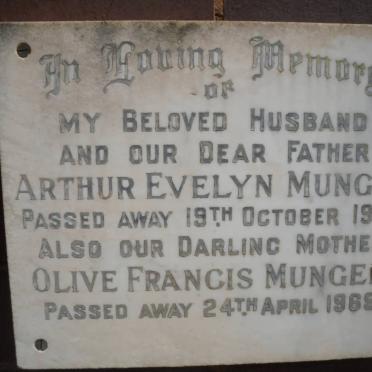 In Loving Memory
of
MY BELOVED HUSBAND
AND OUR DEAR FATHER
ARTHUR EVELYN MUNG
PASSED AWAY 19TH OCTOBER 19
ALSO OUR DARLING MOTHE
OLIVE FRANCIS MUNGE
PASSED AWAY 24TH APRIL 1969